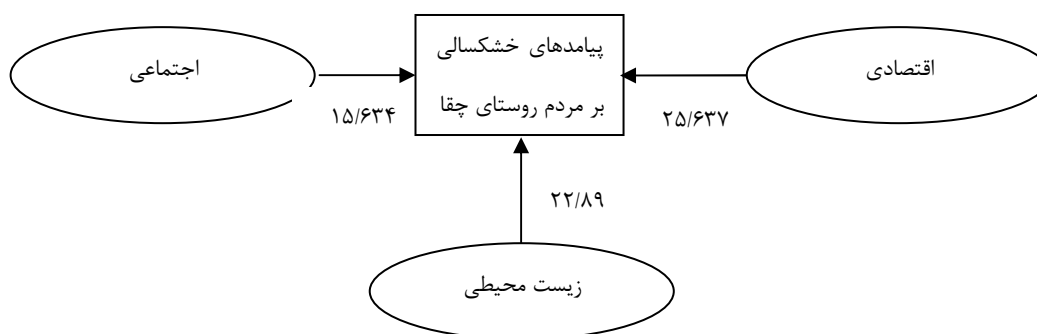 پیامدهای خشکسالی
بر مردم روستای چقا
اقتصادی
۲۵/۶۳۷
اجتماعی
۱۵/۶۳۴
۲۲/۸۹
زیست محیطی